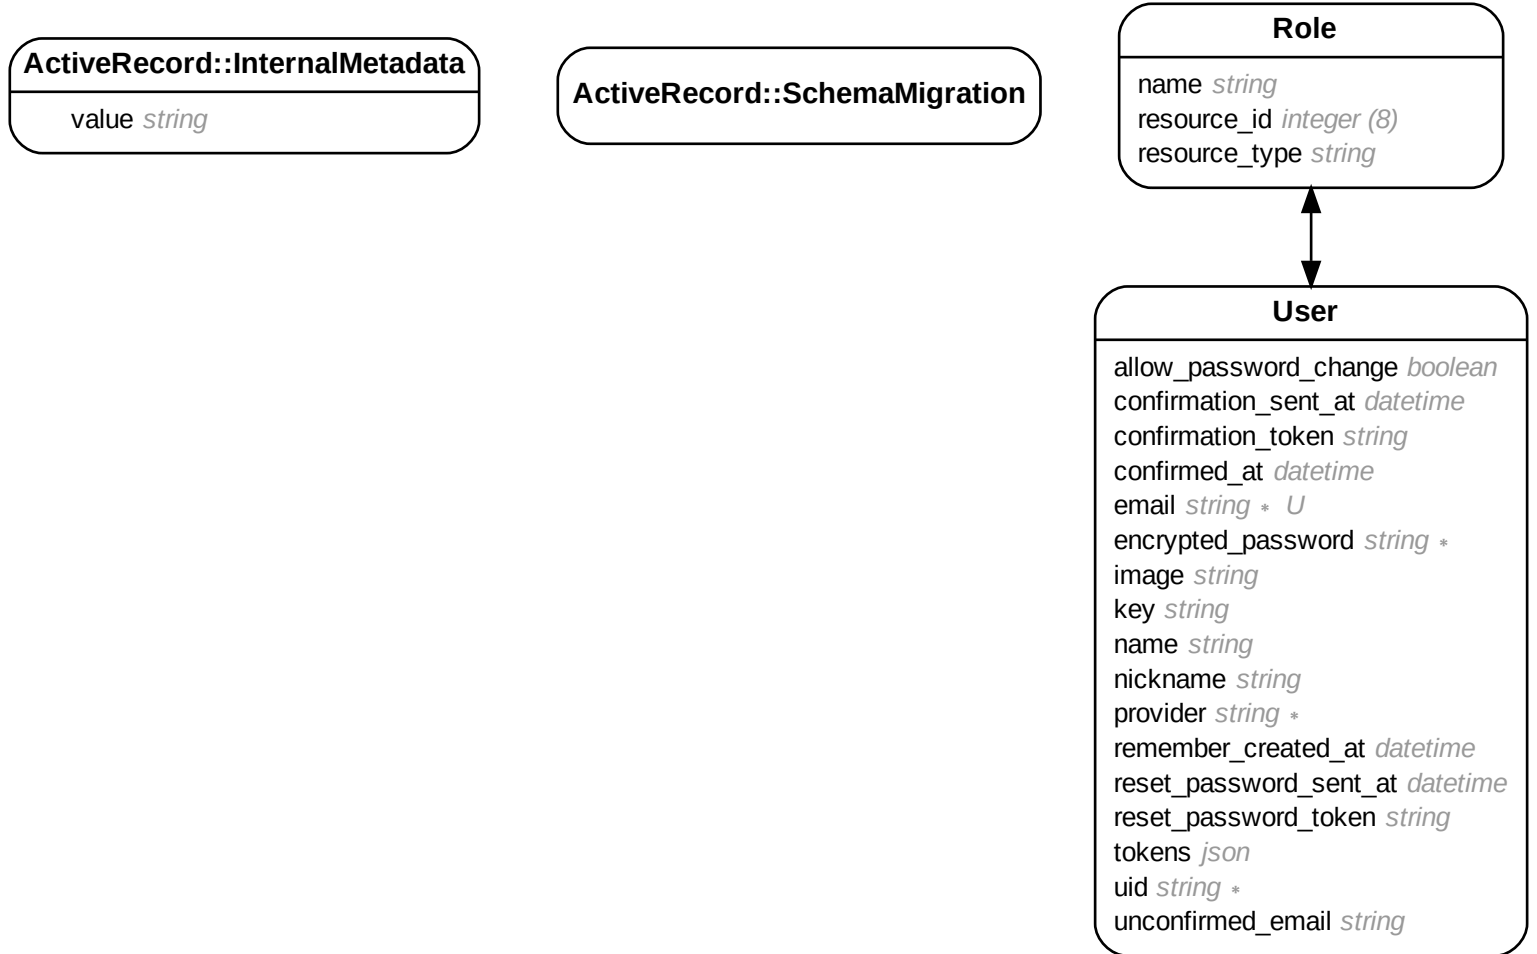 ActiveRecord::InternalMetadata
value string
ActiveRecord::SchemaMigration
Role
name string
resource_id integer (8)
resource_type string
User
allow_password_change boolean
confirmation_sent_at datetime
confirmation_token string
confirmed_at datetime
email string * U
encrypted_password string *
image string
key string
name string
nickname string
provider string *
remember_created_at datetime
reset_password_sent_at datetime
reset_password_token string
tokens json
uid string *
unconfirmed_email string